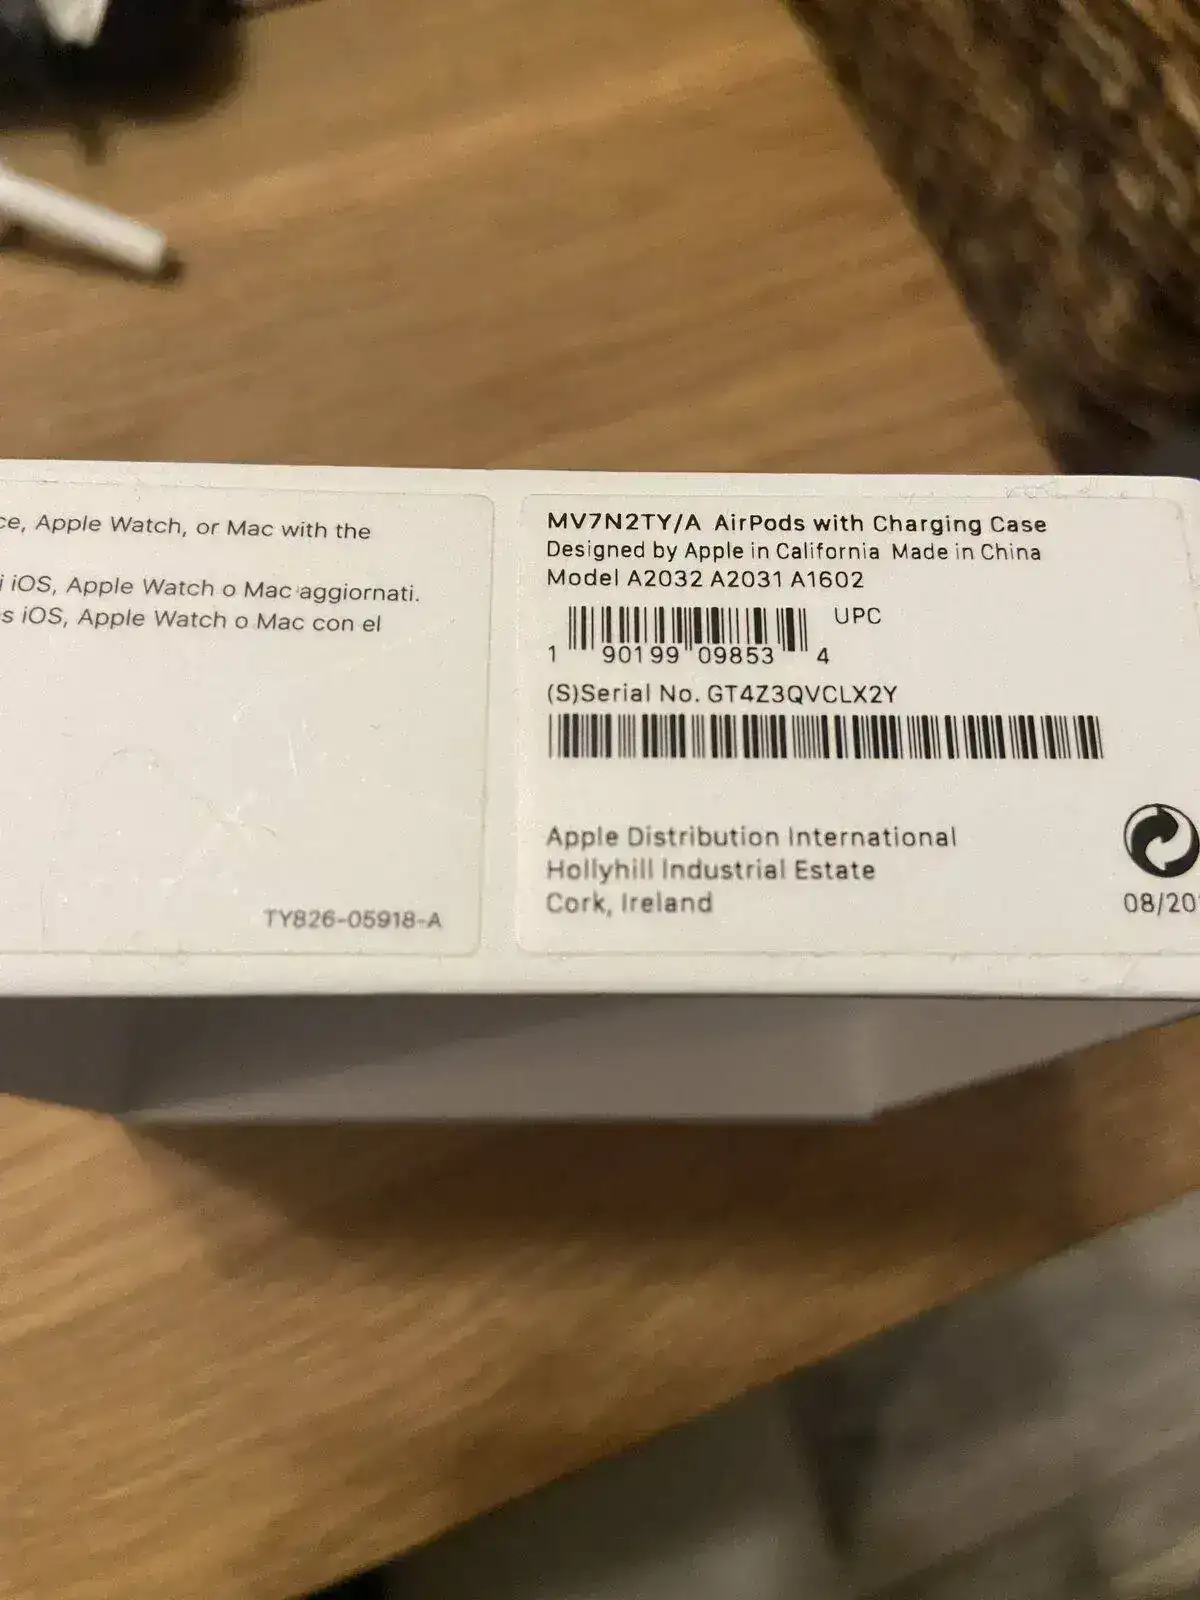 ce, Apple Watch, or Mac with the
i iOS, Apple Watch o Mac aggiornati.
s iOS, Apple Watch o Mac con el
TY826-05918-A
MV7N2TY/A AirPods with Charging Case
Designed by Apple in California Made in China
Model A2032 A2031 A1602
UPC
1 90199 09853 4
(S)Serial No. GT4Z3QVCLX2Y
Apple Distribution International
Hollyhill Industrial Estate
Cork, Ireland
08/20